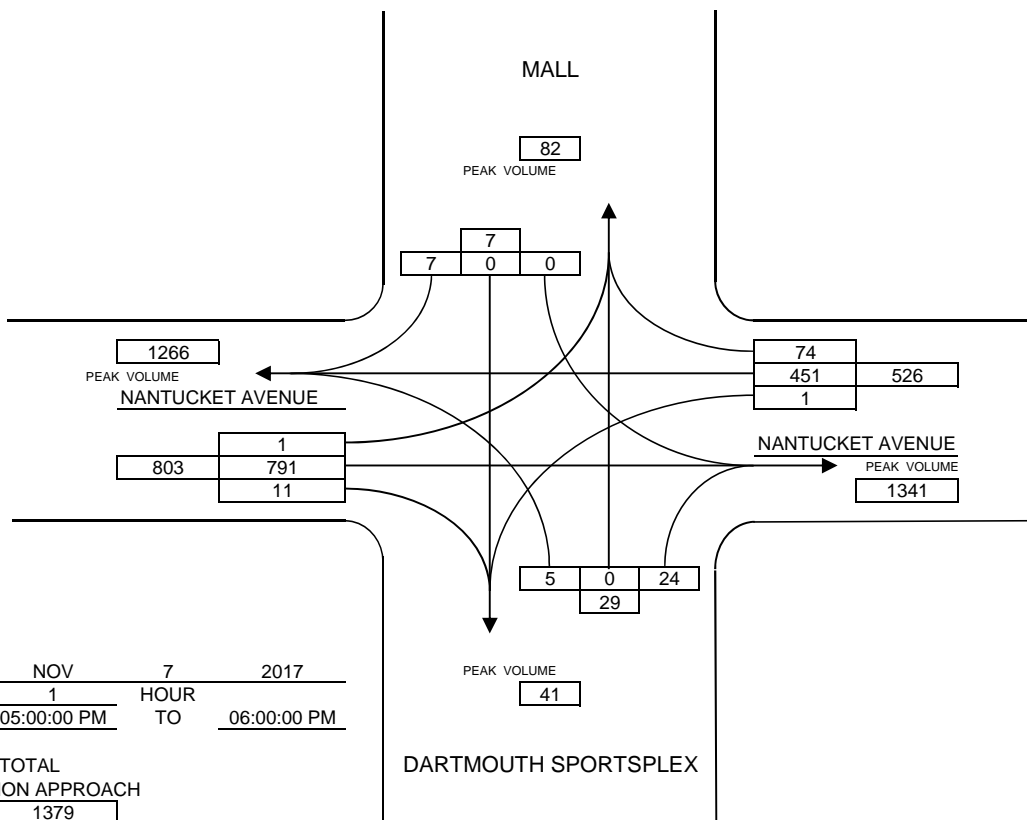 MALL
82
PEAK VOLUME
7
7 0 0
1266
PEAK VOLUME
NANTUCKET AVENUE
74
451 526
1
1
803 791
11
NANTUCKET AVENUE
PEAK VOLUME
1341
5 0 24
29
PEAK VOLUME
41
NOV 7 2017
1 HOUR
05:00:00 PM TO 06:00:00 PM
TOTAL
ION APPROACH
1379
DARTMOUTH SPORTSPLEX